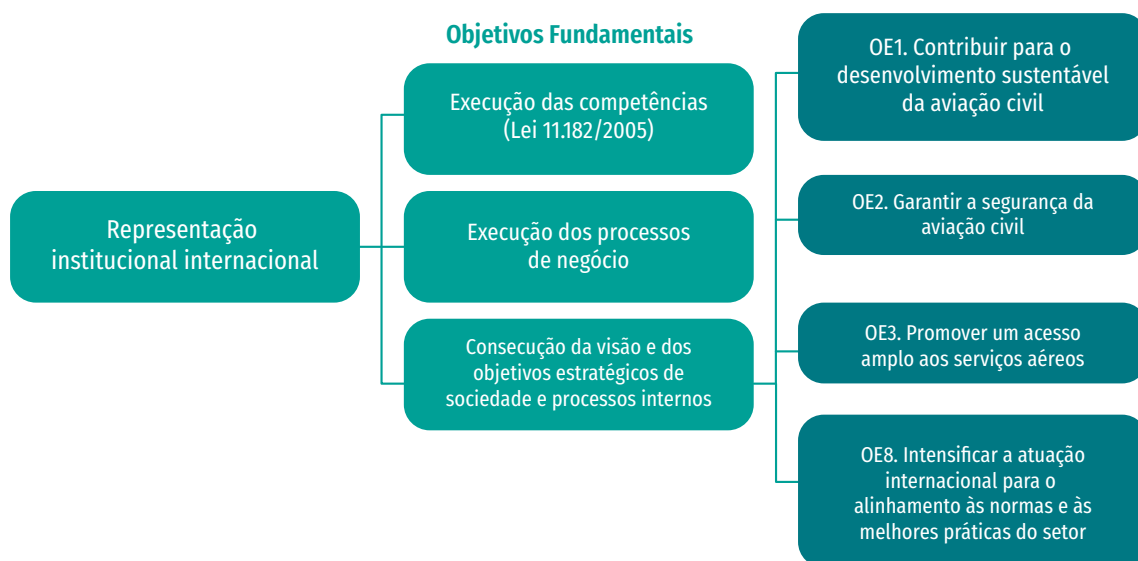 Objetivos Fundamentais
Representação
institucional internacional
Execução das competências
(Lei 11.182/2005)
Execução dos processos
de negócio
Consecução da visão e dos
objetivos estratégicos de
sociedade e processos internos
OE1. Contribuir para o
desenvolvimento sustentável
da aviação civil
OE2. Garantir a segurança da
aviação civil
OE3. Promover um acesso
amplo aos serviços aéreos
OE8. Intensificar a atuação
internacional para o
alinhamento às normas e às
melhores práticas do setor